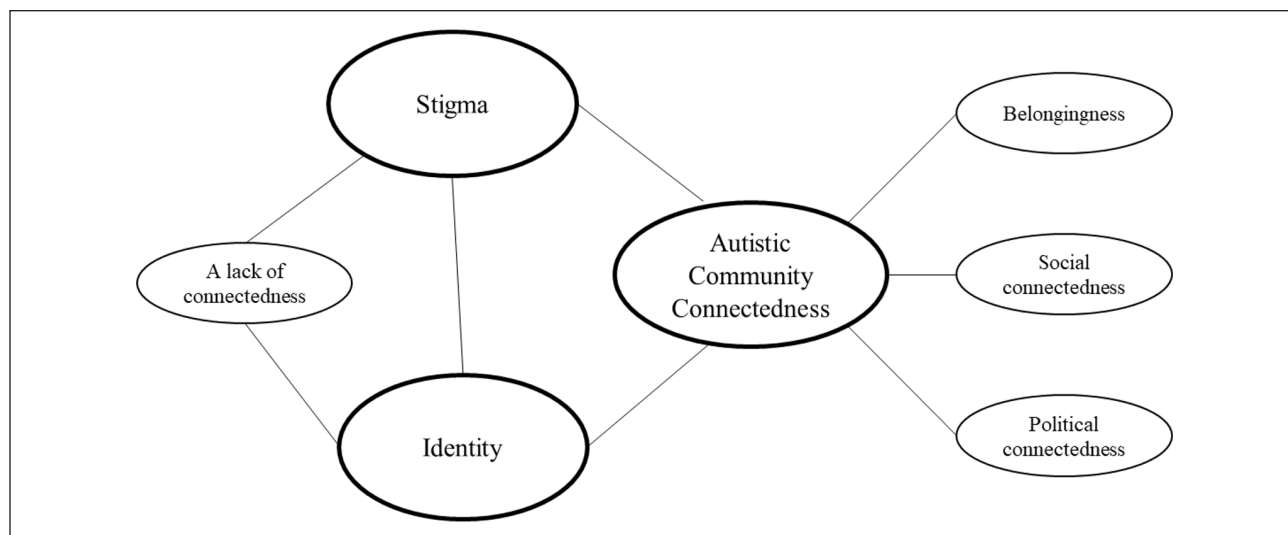 Stigma
Belongingness
A lack of
connectedness
Autistic
Community
Connectedness
Social
connectedness
Identity
Political
connectedness